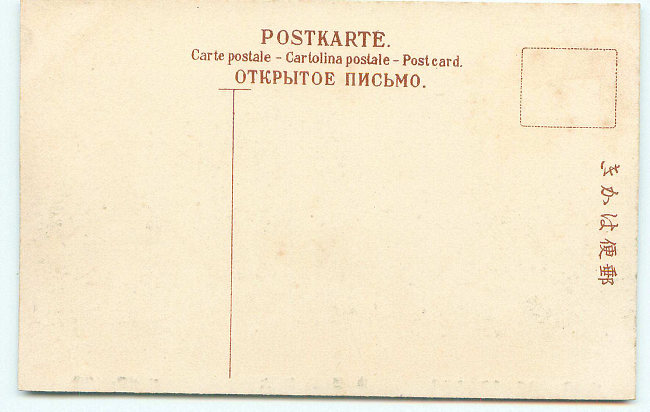 POSTKARTE.
Carte postale – Cartolina postale – Post card.
ОТКРЫТОЕ ПИСЬМО.
郵便はかき